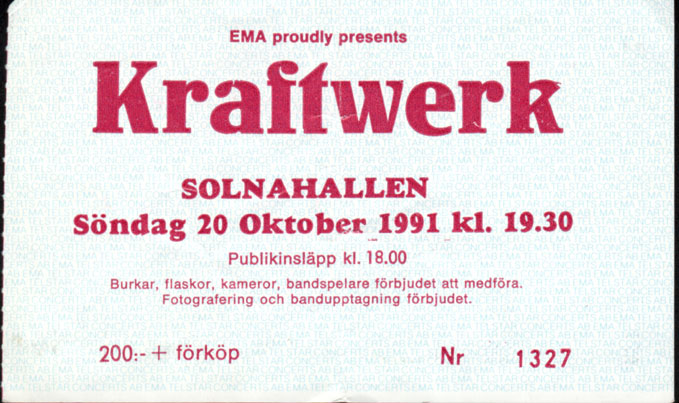 EMA proudly presents
Kraftwerk
SOLNAHALLEN
Söndag 20 Oktober 1991 kl. 19.30
Publikinsläpp kl. 18.00
Burkar, flaskor, kameror, bandspelare förbjudet att medföra.
Fotografering och bandupptagning förbjudet.
200:- + förköp
Nr 1327